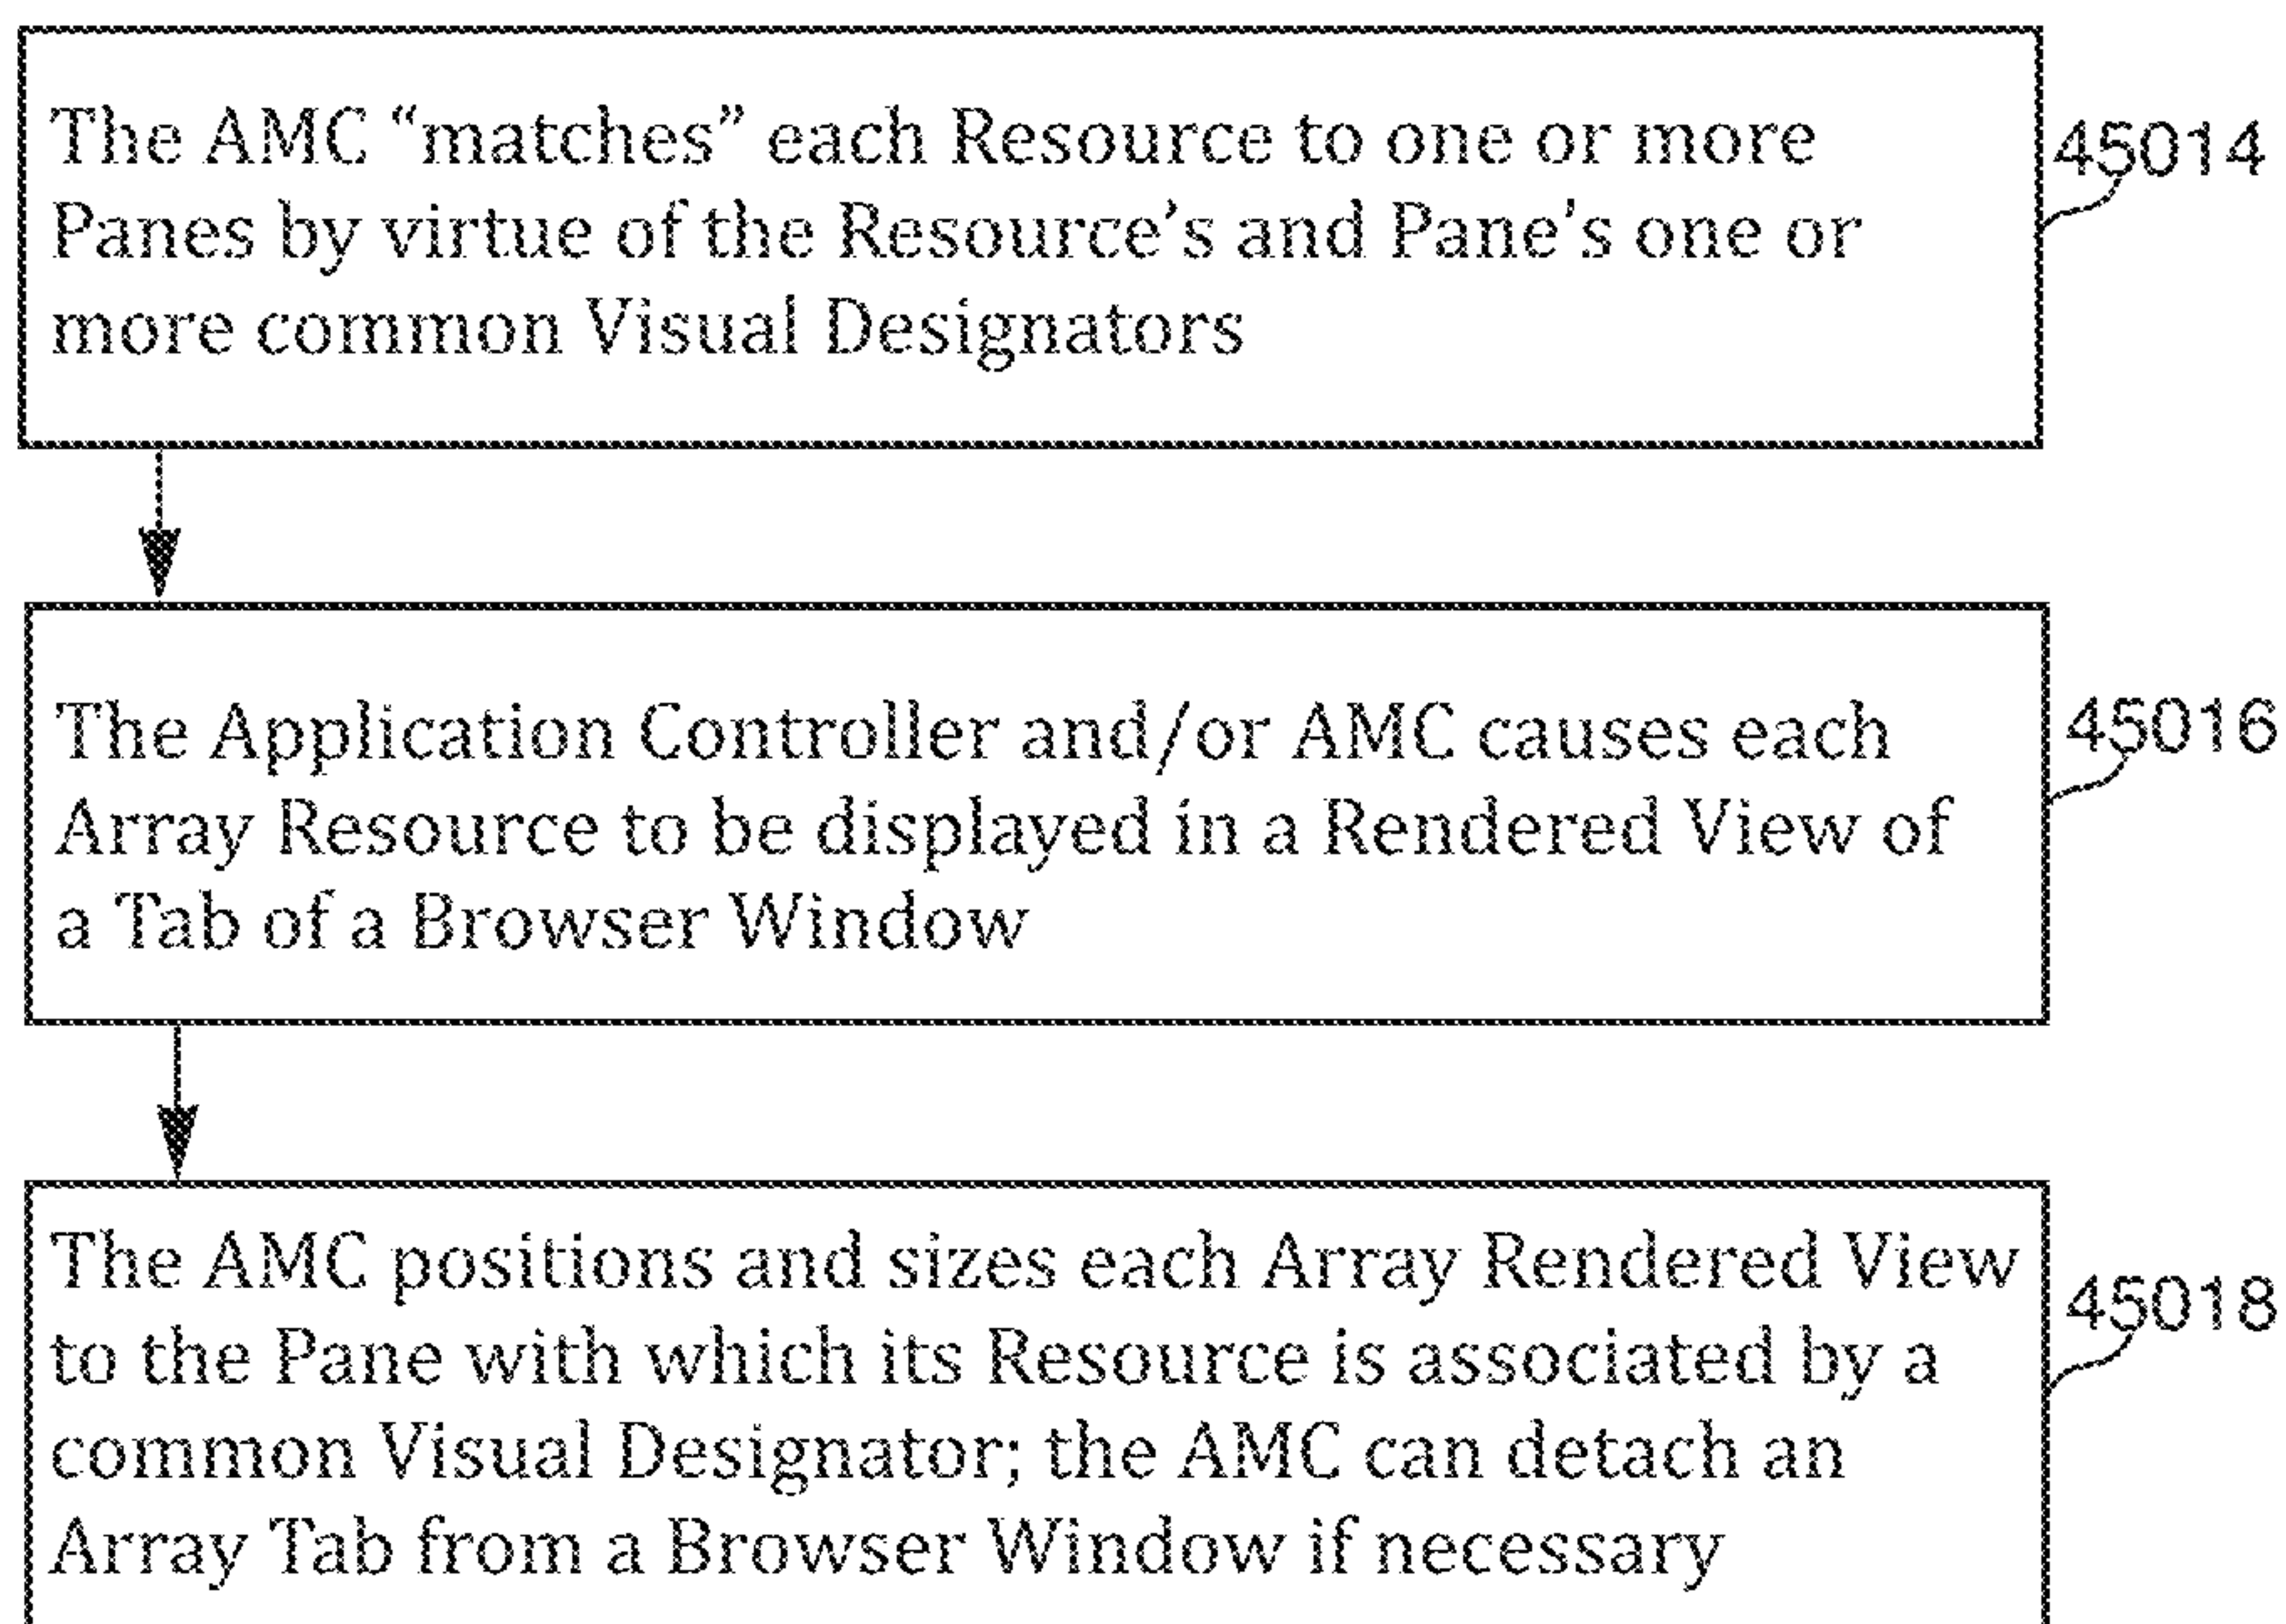 The AMC “matches” each Resource to one or more
Panes by virtue of the Resource’s and Pane’s one or
more common Visual Designators
45014
The Application Controller and/or AMC causes each
Array Resource to be displayed in a Rendered View of
a Tab of a Browser Window
45016
The AMC positions and sizes each Array Rendered View
to the Pane with which its Resource is associated by a
common Visual Designator; the AMC can detach an
Array Tab from a Browser Window if necessary
45018